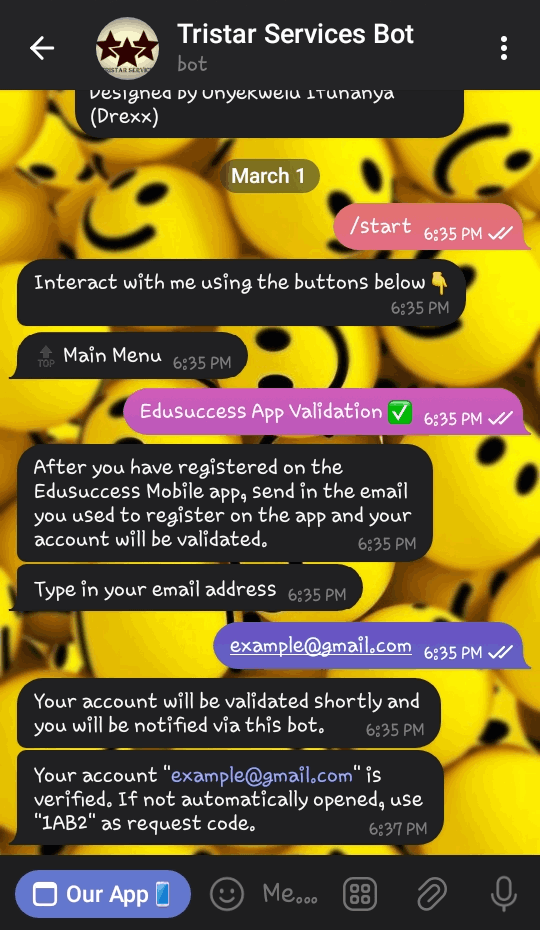 Tristar Services Bot
bot
TRISTAR SERVICES
Designed by Onyekwelu Ifunanya
(Drexx)
March 1
/start 6:35 PM
Interact with me using the buttons below 👇
6:35 PM
🔝 Main Menu 6:35 PM
Edusuccess App Validation ✅ 6:35 PM
After you have registered on the
Edusuccess Mobile app, send in the email
you used to register on the app and your
account will be validated. 6:35 PM
Type in your email address 6:35 PM
example@gmail.com 6:35 PM
Your account will be validated shortly and
you will be notified via this bot. 6:35 PM
Your account "example@gmail.com" is
verified. If not automatically opened, use
"1AB2" as request code. 6:37 PM
Our App📱 Me...